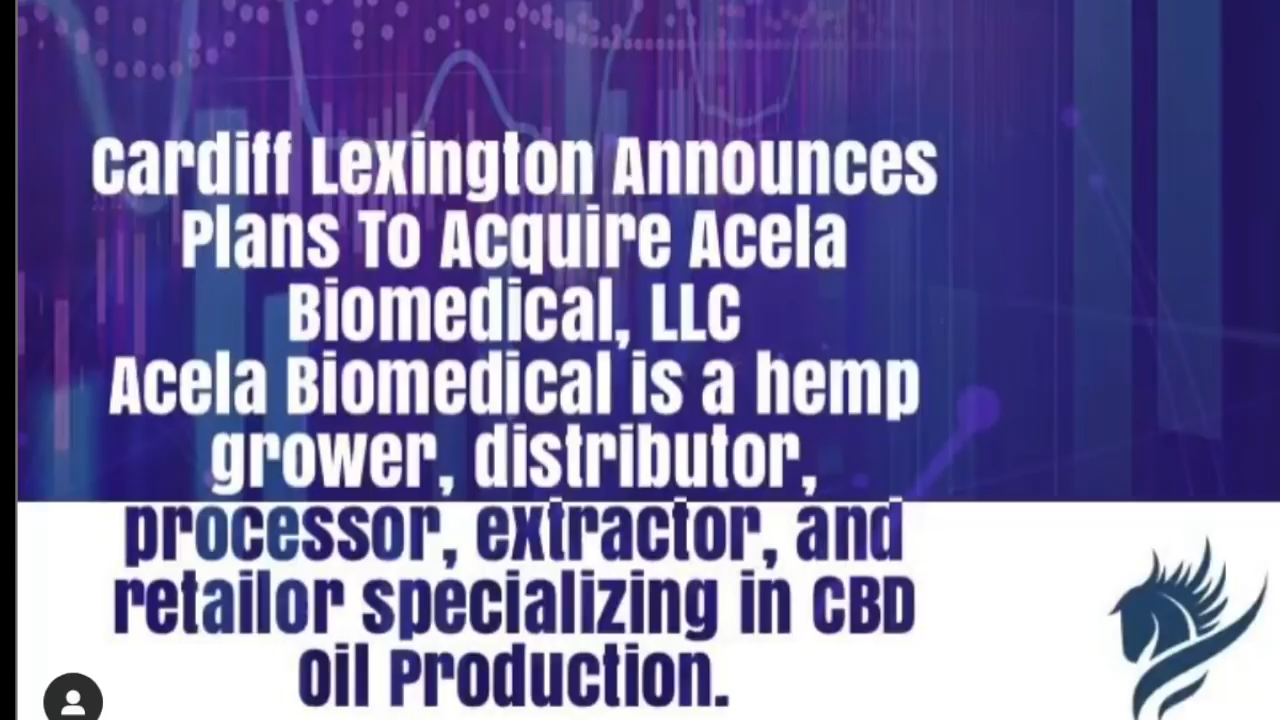 Cardiff Lexington Announces
Plans To Acquire Acela
Biomedical, LLC
Acela Biomedical is a hemp
grower, distributor,
processor, extractor, and
retailor specializing in CBD
Oil Production.